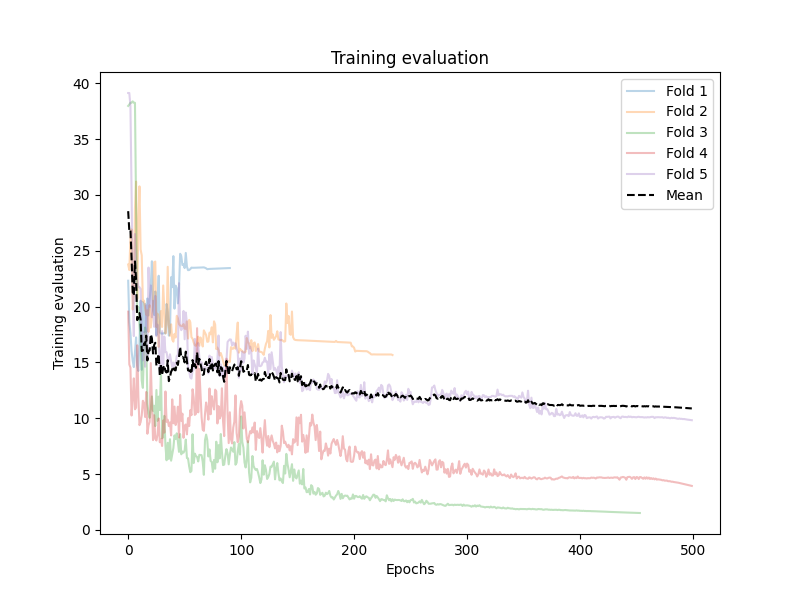 Training evaluation
Training evaluation
40
35
30
25
20
15
10
5
0
0
100
200
300
400
500
Epochs
Fold 1
Fold 2
Fold 3
Fold 4
Fold 5
Mean